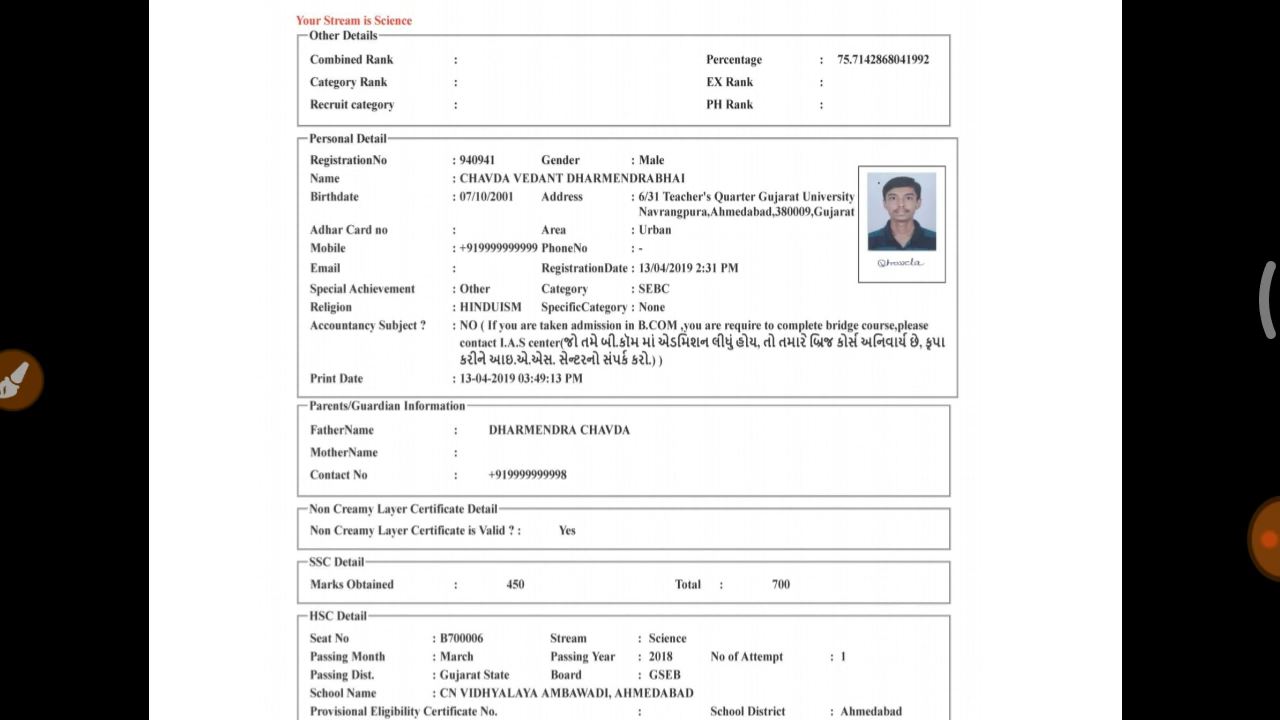 Your Stream is Science
Other Details
Combined Rank : Percentage : 75.7142868041992
Category Rank : EX Rank :
Recruit category : PH Rank :
Personal Detail
RegistrationNo : 940941 Gender : Male
Name : CHAVDA VEDANT DHARMENDRABHAI
Birthdate : 07/10/2001 Address : 6/31 Teacher's Quarter Gujarat University
Navrangpura,Ahmedabad,380009,Gujarat
Adhar Card no : Area : Urban
Mobile : +919999999999 PhoneNo : -
Email : RegistrationDate : 13/04/2019 2:31 PM
Special Achievement : Other Category : SEBC
Religion : HINDUISM SpecificCategory : None
Accountancy Subject ? : NO ( If you are taken admission in B.COM ,you are require to complete bridge course,please
contact I.A.S center(જો તમે બી.કૉમ માં એડમિશન લીધું હોય, તો તમારે બ્રિજ કોર્સ અનિવાર્ય છે, કૃપા
કરીને આઇ.એ.એસ. સેન્ટરનો સંપર્ક કરો.) )
Print Date : 13-04-2019 03:49:13 PM
Parents/Guardian Information
FatherName : DHARMENDRA CHAVDA
MotherName :
Contact No : +919999999998
Non Creamy Layer Certificate Detail
Non Creamy Layer Certificate is Valid ? : Yes
SSC Detail
Marks Obtained : 450 Total : 700
HSC Detail
Seat No : B700006 Stream : Science
Passing Month : March Passing Year : 2018 No of Attempt : 1
Passing Dist. : Gujarat State Board : GSEB
School Name : CN VIDHYALAYA AMBAWADI, AHMEDABAD
Provisional Eligibility Certificate No. : School District : Ahmedabad